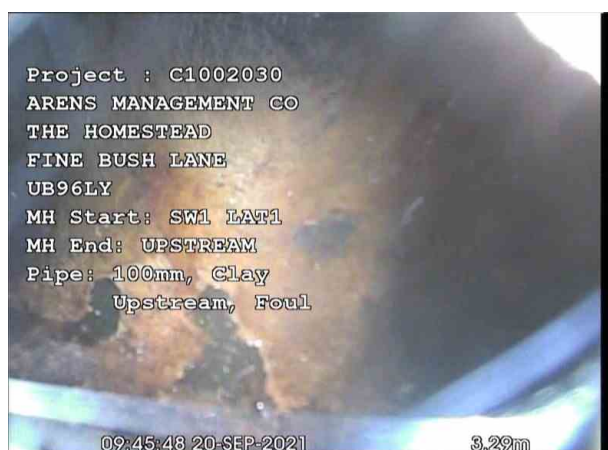 Project : C1002030
ARENS MANAGEMENT CO
THE HOMESTEAD
FINE BUSH LANE
UB96LY
MH Start: SW1 LAT1
MH End: UPSTREAM
Pipe: 100mm, Clay
Upstream, Foul
09:45:48 20-SEP-2021 3.29m